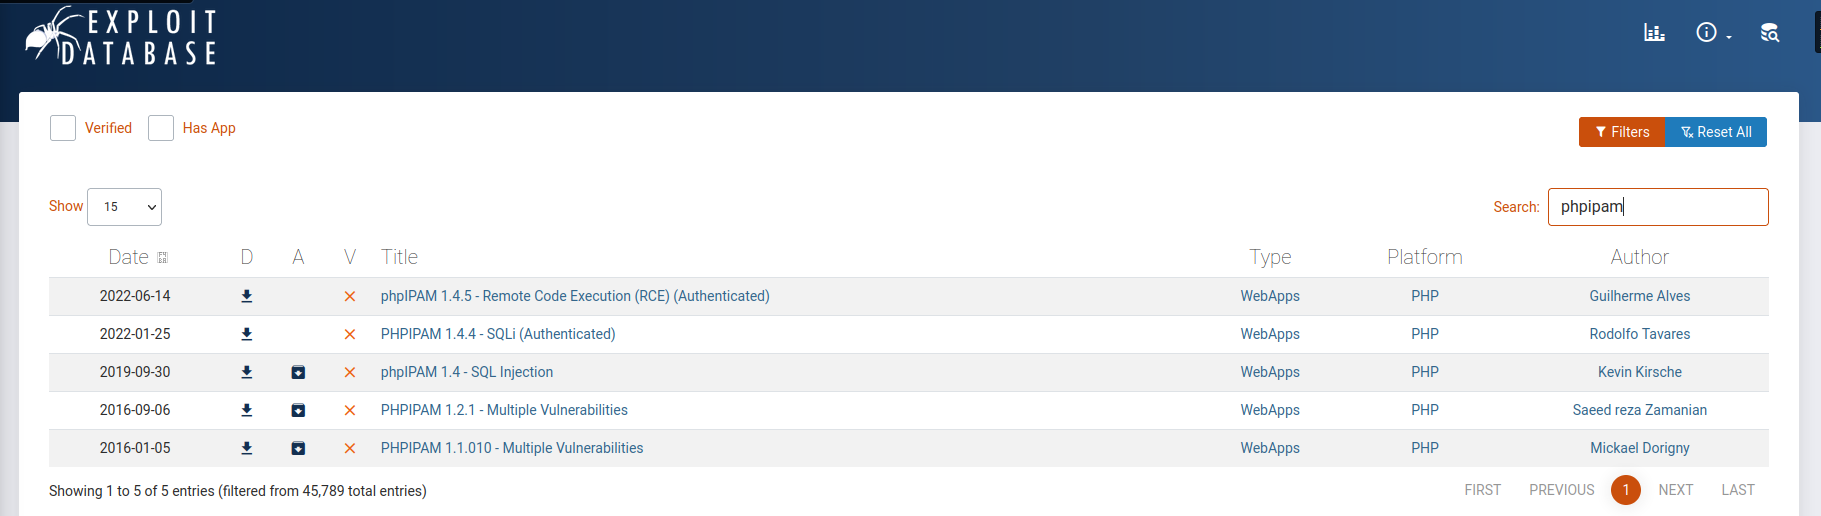 EXPLOIT
DATABASE
Verified Has App
Filters Reset All
Show 15 Search: phpipam
Date D A V Title Type Platform Author
2022-06-14 phpIPAM 1.4.5 - Remote Code Execution (RCE) (Authenticated) WebApps PHP Guilherme Alves
2022-01-25 PHPIPAM 1.4.4 - SQLi (Authenticated) WebApps PHP Rodolfo Tavares
2019-09-30 phpIPAM 1.4 - SQL Injection WebApps PHP Kevin Kirsche
2016-09-06 PHPIPAM 1.2.1 - Multiple Vulnerabilities WebApps PHP Saeed reza Zamanian
2016-01-05 PHPIPAM 1.1.010 - Multiple Vulnerabilities WebApps PHP Mickael Dorigny
Showing 1 to 5 of 5 entries (filtered from 45,789 total entries) FIRST PREVIOUS 1 NEXT LAST